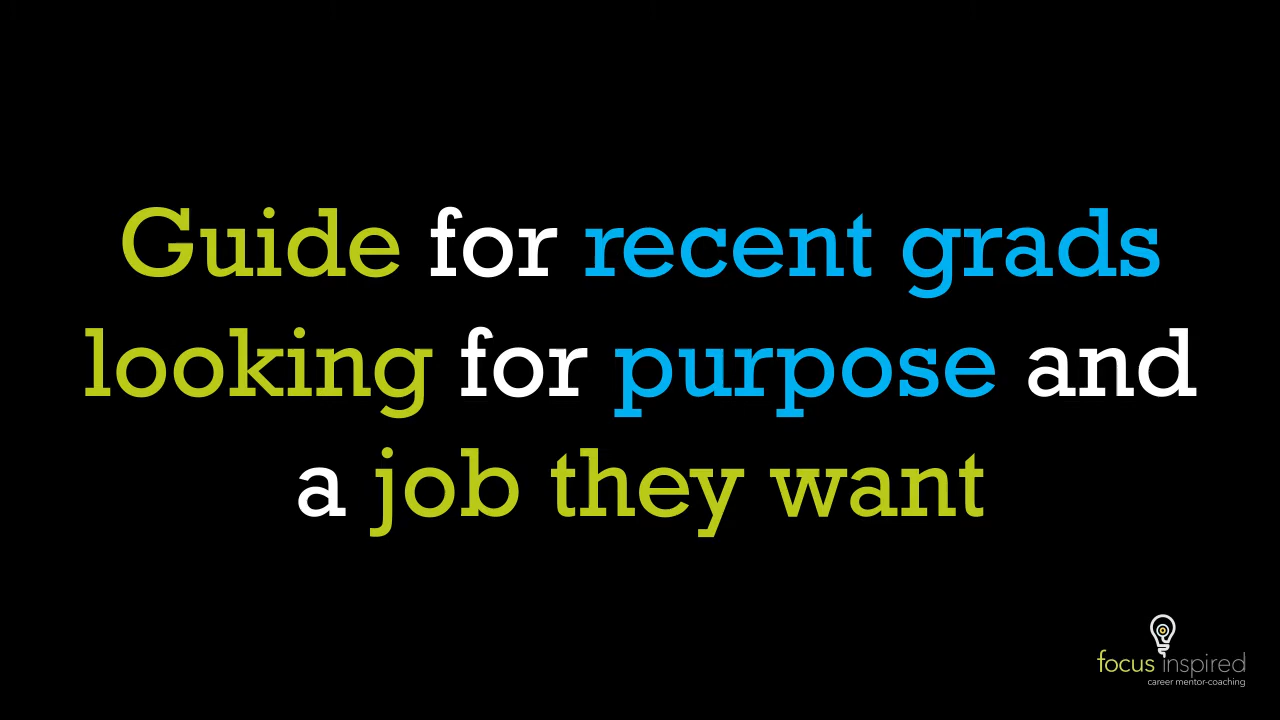 Guide for recent grads
looking for purpose and
a job they want
focus inspired
career mentor-coaching